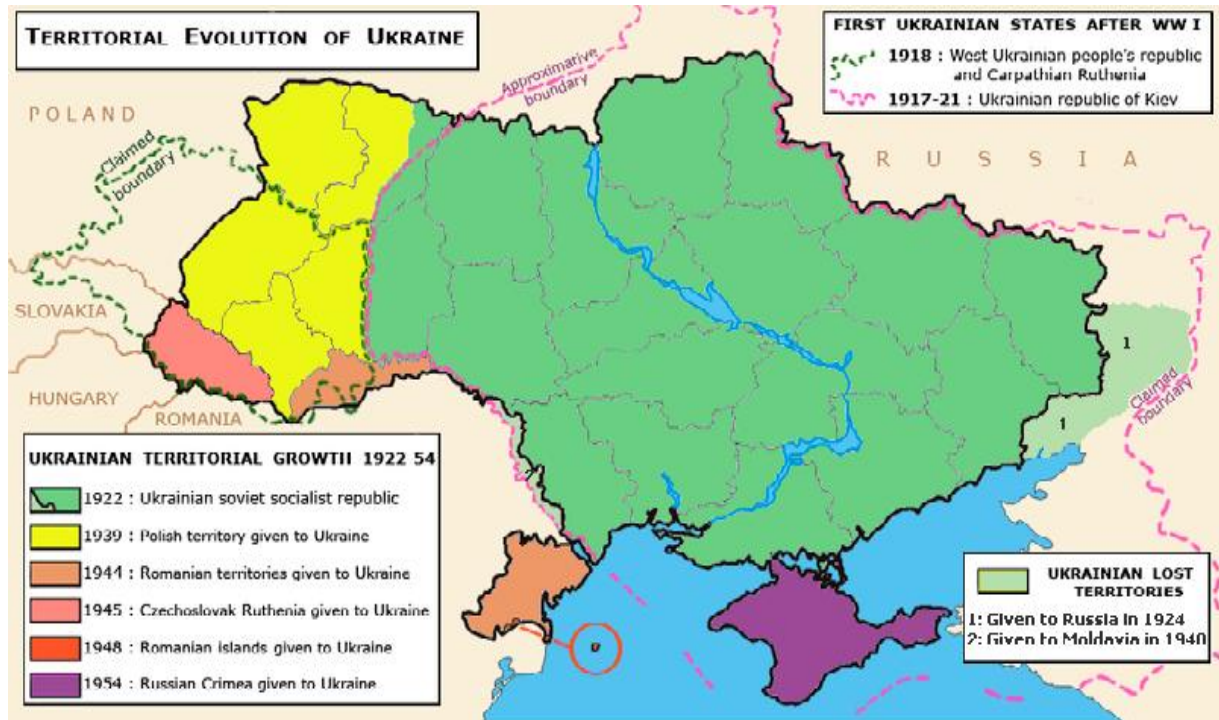 TERRITORIAL EVOLUTION OF UKRAINE
FIRST UKRAINIAN STATES AFTER WW I
1918 : West Ukrainian people's republic
and Carpathian Ruthenia
1917-21 : Ukrainian republic of Kiev
Approximative
boundary
POLAND
Claimed
boundary
RUSSIA
SLOVAKIA
HUNGARY
ROMANIA
1
1
Claimed
boundary
2
UKRAINIAN TERRITORIAL GROWTH 1922 54
1922 : Ukrainian soviet socialist republic
1939 : Polish territory given to Ukraine
1944 : Romanian territories given to Ukraine
1945 : Czechoslovak Ruthenia given to Ukraine
1948 : Romanian islands given to Ukraine
1954 : Russian Crimea given to Ukraine
UKRAINIAN LOST
TERRITORIES
1: Given to Russia in 1924
2: Given to Moldavia in 1940